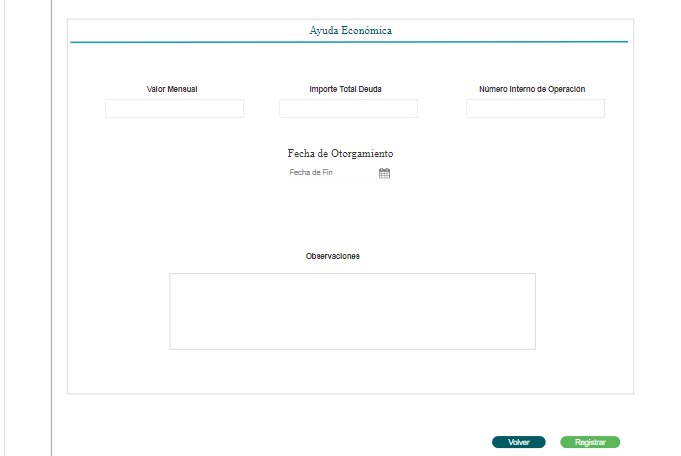 Ayuda Económica
Valor Mensual
Importe Total Deuda
Número Interno de Operación
Fecha de Otorgamiento
Fecha de Fin
Observaciones
Volver
Registrar